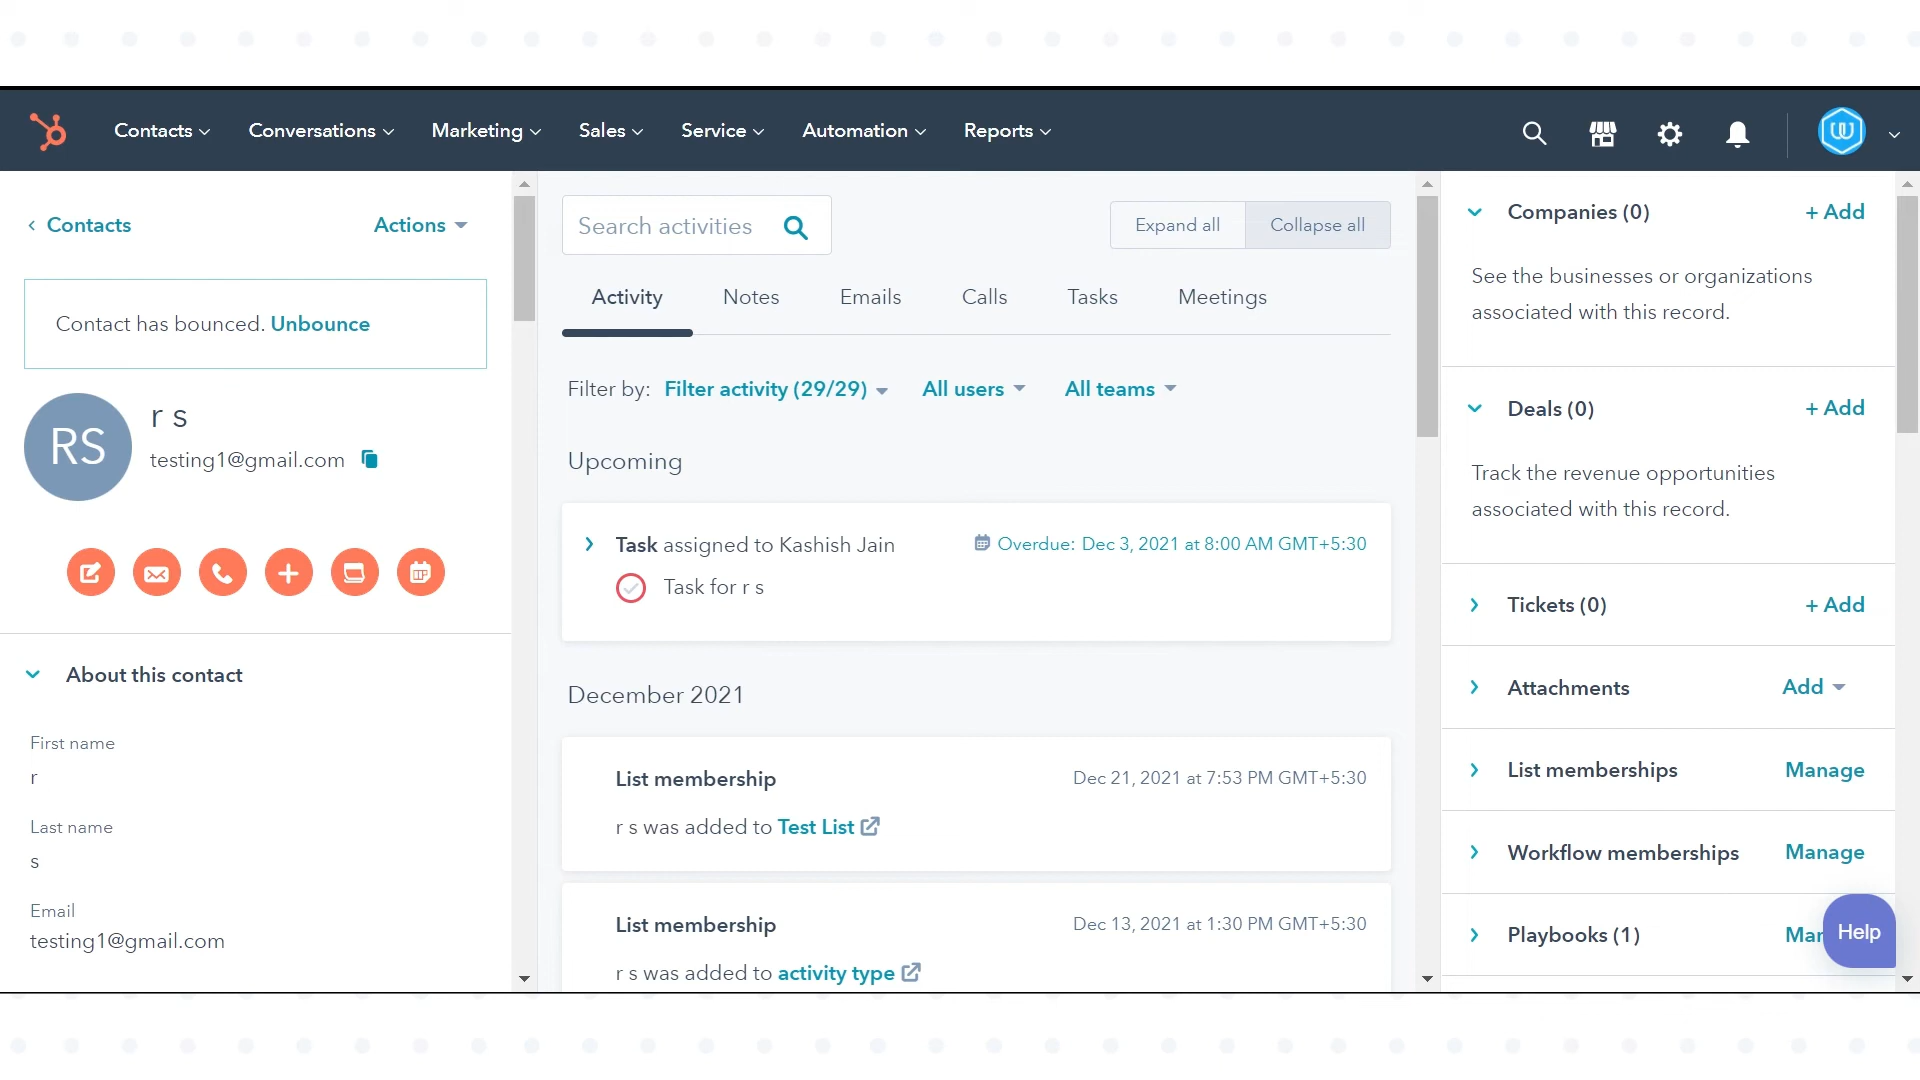 Contacts
Conversations
Marketing
Sales
Service
Automation
Reports
Contacts
Actions
Contact has bounced. Unbounce
RS
r s
testing1@gmail.com
About this contact
First name
r
Last name
s
Email
testing1@gmail.com
Search activities
Expand all
Collapse all
Activity
Notes
Emails
Calls
Tasks
Meetings
Filter by: Filter activity (29/29) All users All teams
Upcoming
Task assigned to Kashish Jain
Overdue: Dec 3, 2021 at 8:00 AM GMT+5:30
Task for r s
December 2021
List membership
Dec 21, 2021 at 7:53 PM GMT+5:30
r s was added to Test List
List membership
Dec 13, 2021 at 1:30 PM GMT+5:30
r s was added to activity type
Companies (0)
+ Add
See the businesses or organizations
associated with this record.
Deals (0)
+ Add
Track the revenue opportunities
associated with this record.
Tickets (0)
+ Add
Attachments
Add
List memberships
Manage
Workflow memberships
Manage
Playbooks (1)
Help